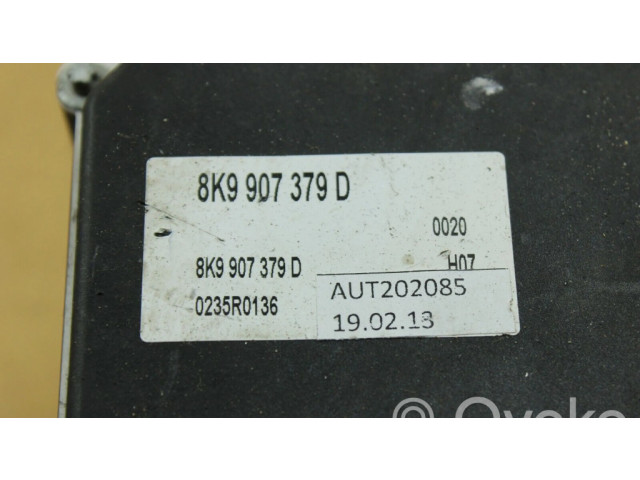 8K9 907 379 D
0020
8K9 907 379 D
H07
0235R0136
AUT202085
19.02.13
© Ovoko